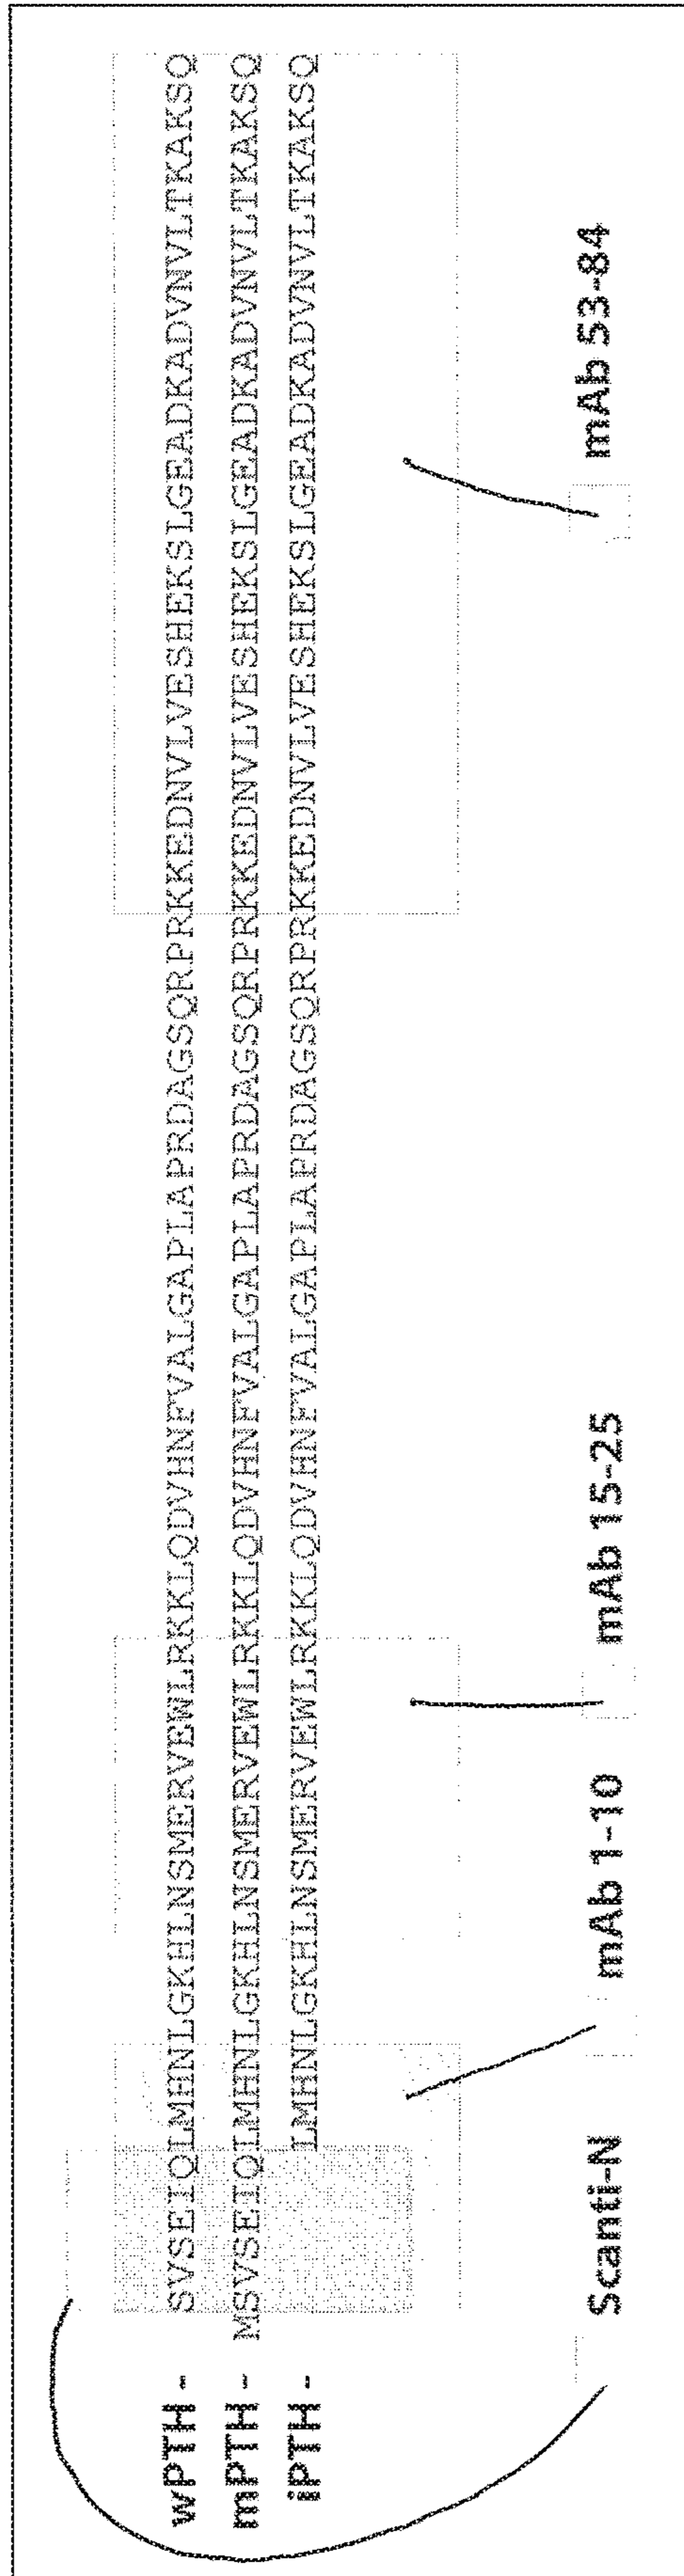 wPTH - SVSEIQLMHNLGKHLNSMERVEWLRKKLQDVHNFVALGAPLAPRDAGSQRPRKKEDNVLVESHEKSLGEADKADVNVLTKAKSQ
mPTH - MSVSEIQLMHNLGKHLNSMERVEWLRKKLQDVHNFVALGAPLAPRDAGSQRPRKKEDNVLVESHEKSLGEADKADVNVLTKAKSQ
iPTH - LMHNLGKHLNSMERVEWLRKKLQDVHNFVALGAPLAPRDAGSQRPRKKEDNVLVESHEKSLGEADKADVNVLTKAKSQ
Scanti-N mAb 1-10 mAb 15-25 mAb 53-84